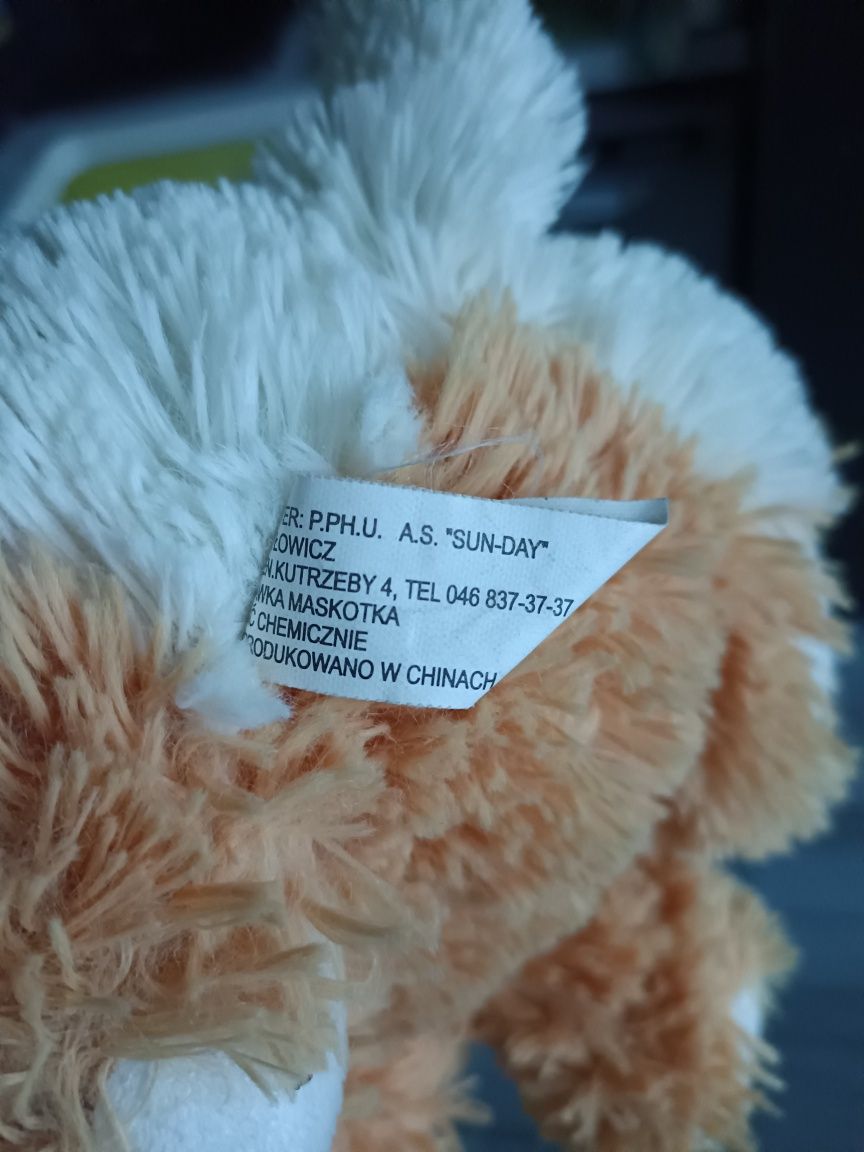 ER: P.PH.U. A.S. "SUN-DAY"
ŁOWICZ
N.KUTRZEBY 4, TEL 046 837-37-37
WKA MASKOTKA
Ć CHEMICZNIE
RODUKOWANO W CHINACH